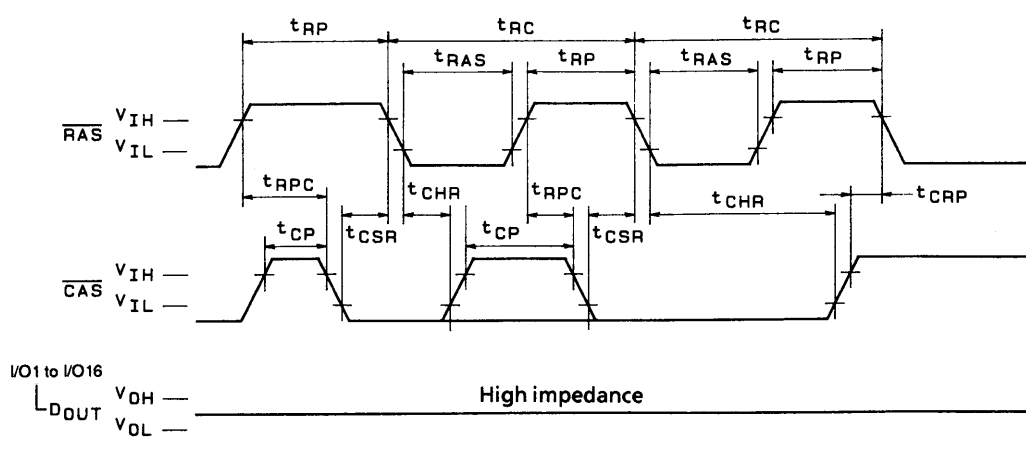 tRP tRC tRC
tRAS tRP tRAS tRP
RAS VIH
VIL
tRPC tCHR tRPC tCHR tCRP
tCP tCSR tCP tCSR
CAS VIH
VIL
I/O1 to I/O16
DOUT VOH High impedance
VOL